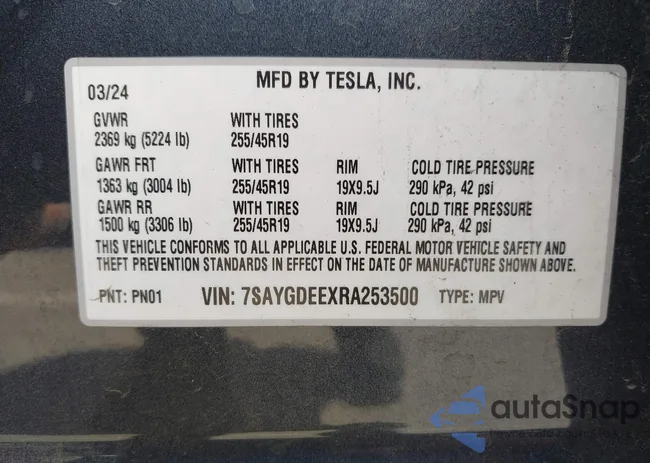 MFD BY TESLA, INC.
03/24
GVWR WITH TIRES
2369 kg (5224 lb) 255/45R19
GAWR FRT WITH TIRES RIM COLD TIRE PRESSURE
1363 kg (3004 lb) 255/45R19 19X9.5J 290 kPa, 42 psi
GAWR RR WITH TIRES RIM COLD TIRE PRESSURE
1500 kg (3306 lb) 255/45R19 19X9.5J 290 kPa, 42 psi
THIS VEHICLE CONFORMS TO ALL APPLICABLE U.S. FEDERAL MOTOR VEHICLE SAFETY AND
THEFT PREVENTION STANDARDS IN EFFECT ON THE DATE OF MANUFACTURE SHOWN ABOVE.
PNT: PN01 VIN: 7SAYGDEEXRA253500 TYPE: MPV
autoSnap